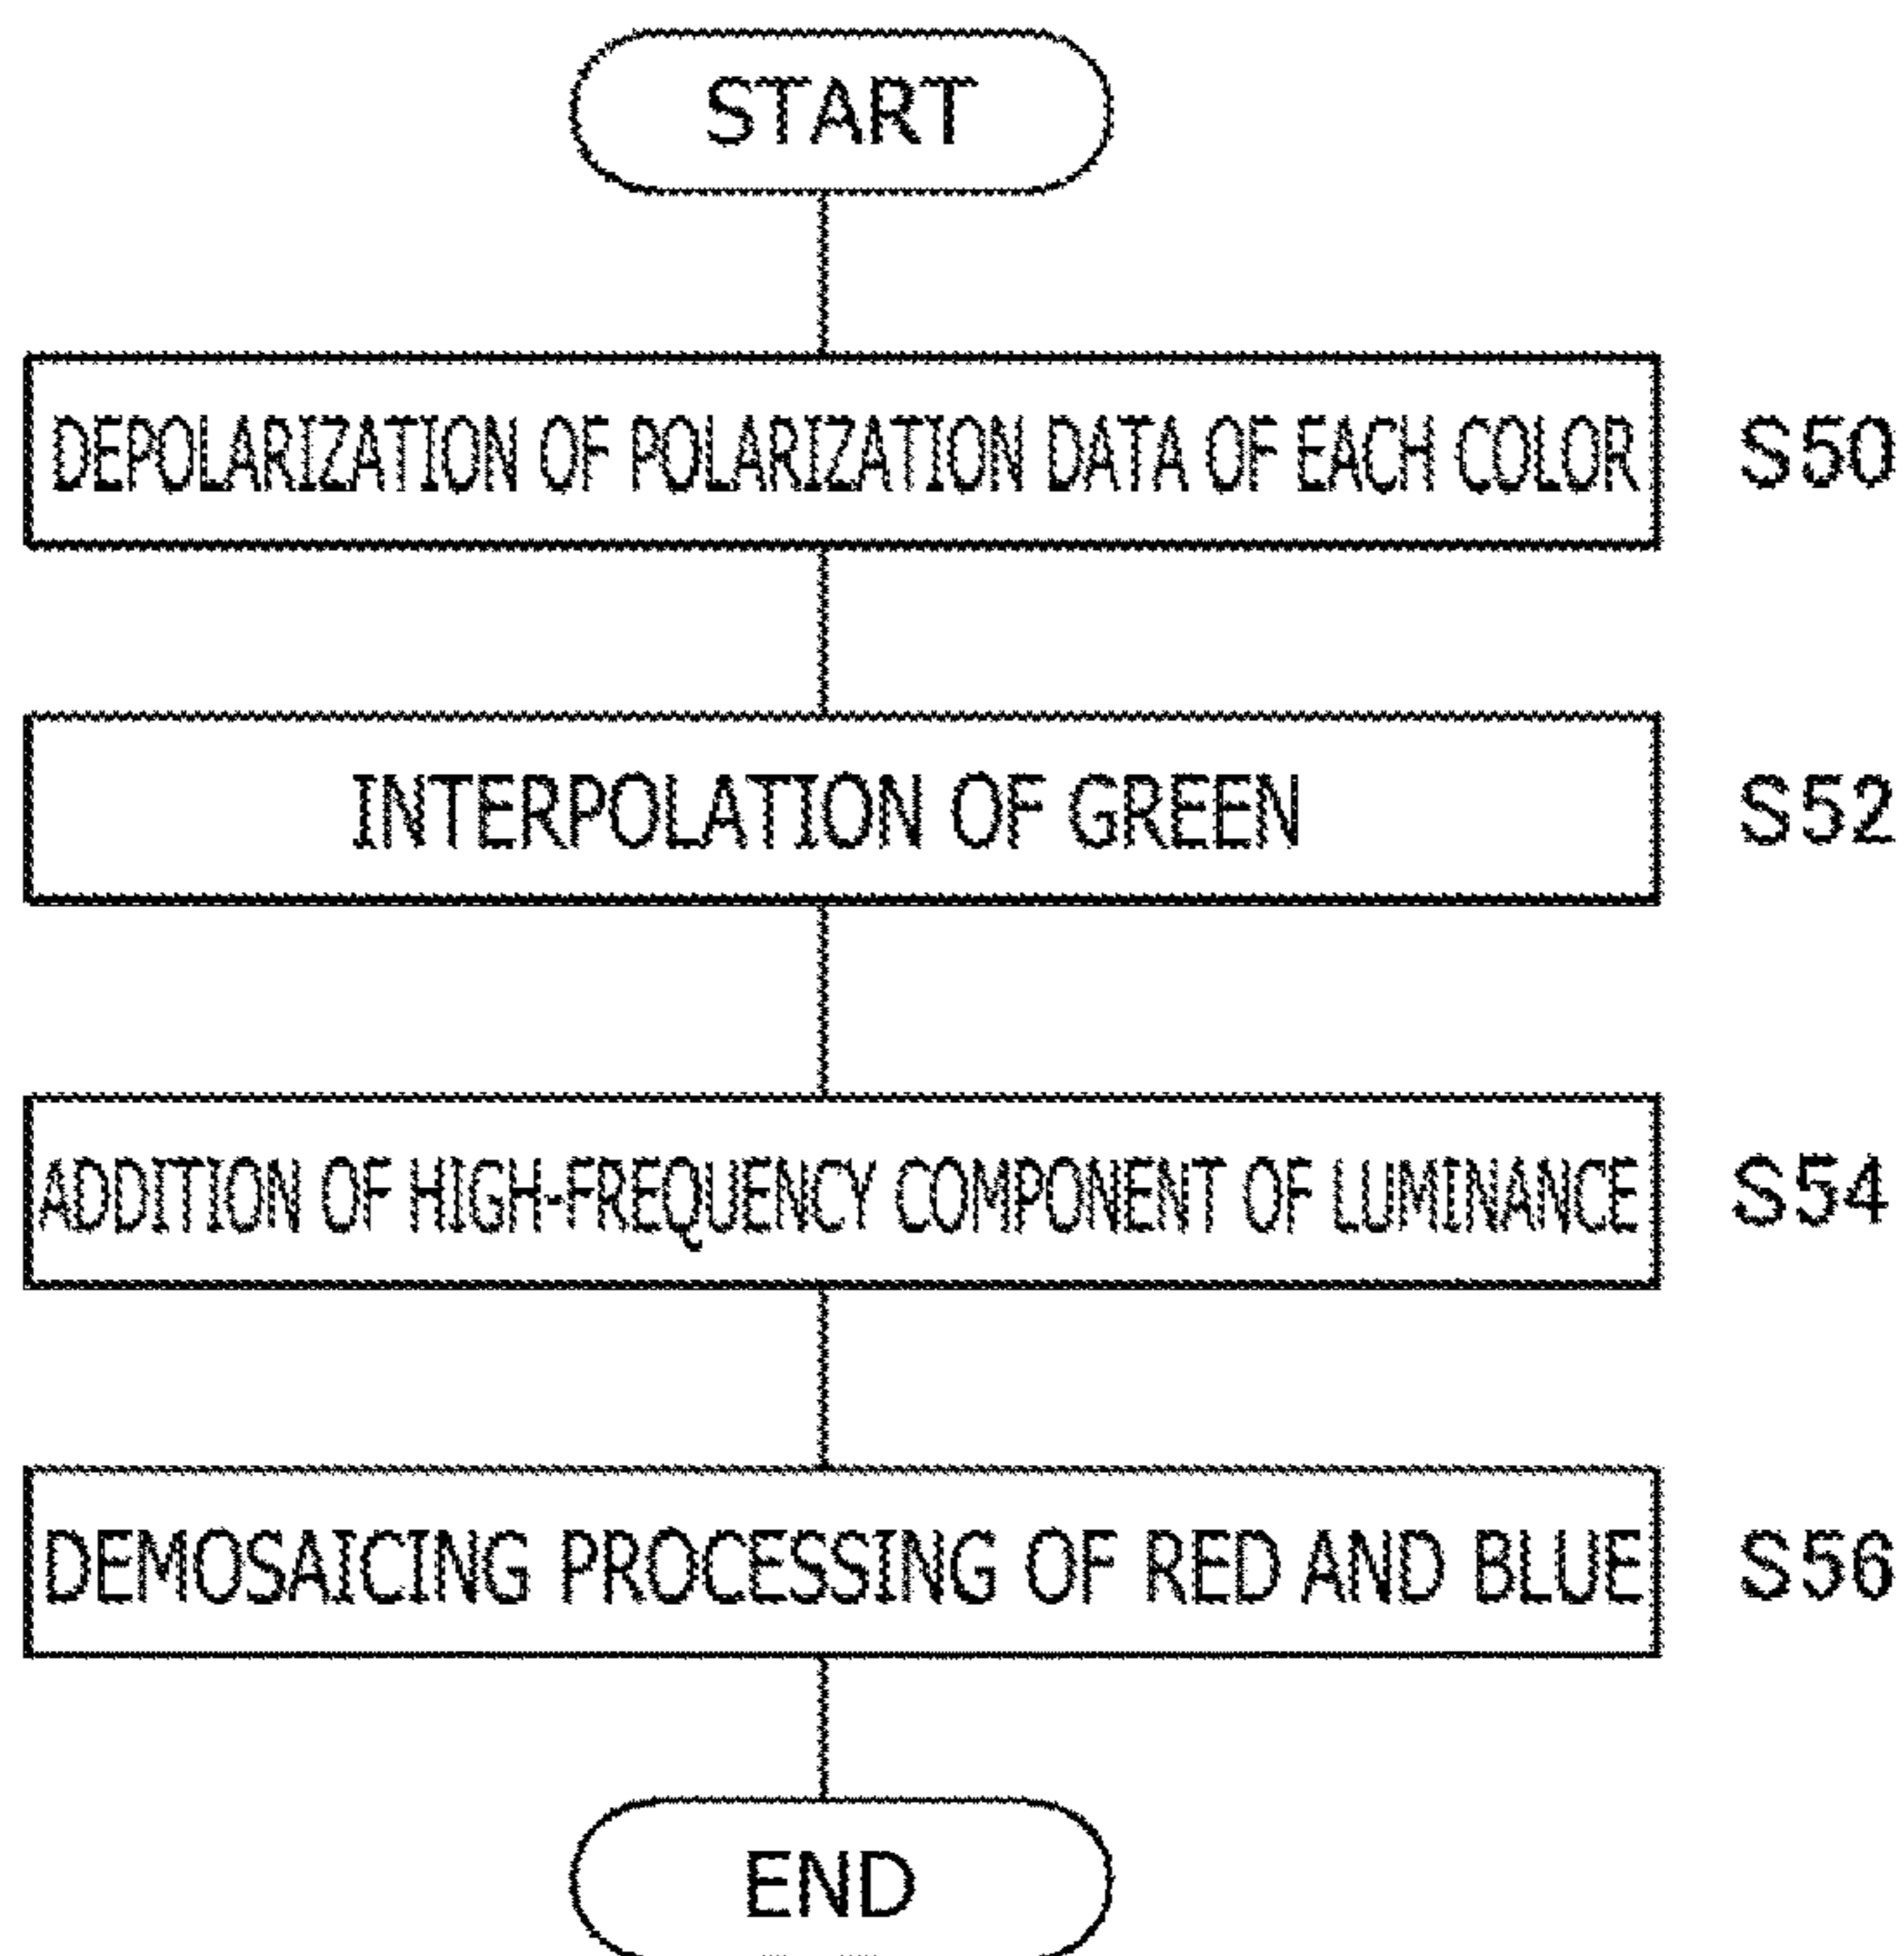 START
DEPOLARIZATION OF POLARIZATION DATA OF EACH COLOR S50
INTERPOLATION OF GREEN S52
ADDITION OF HIGH-FREQUENCY COMPONENT OF LUMINANCE S54
DEMOSAICING PROCESSING OF RED AND BLUE S56
END